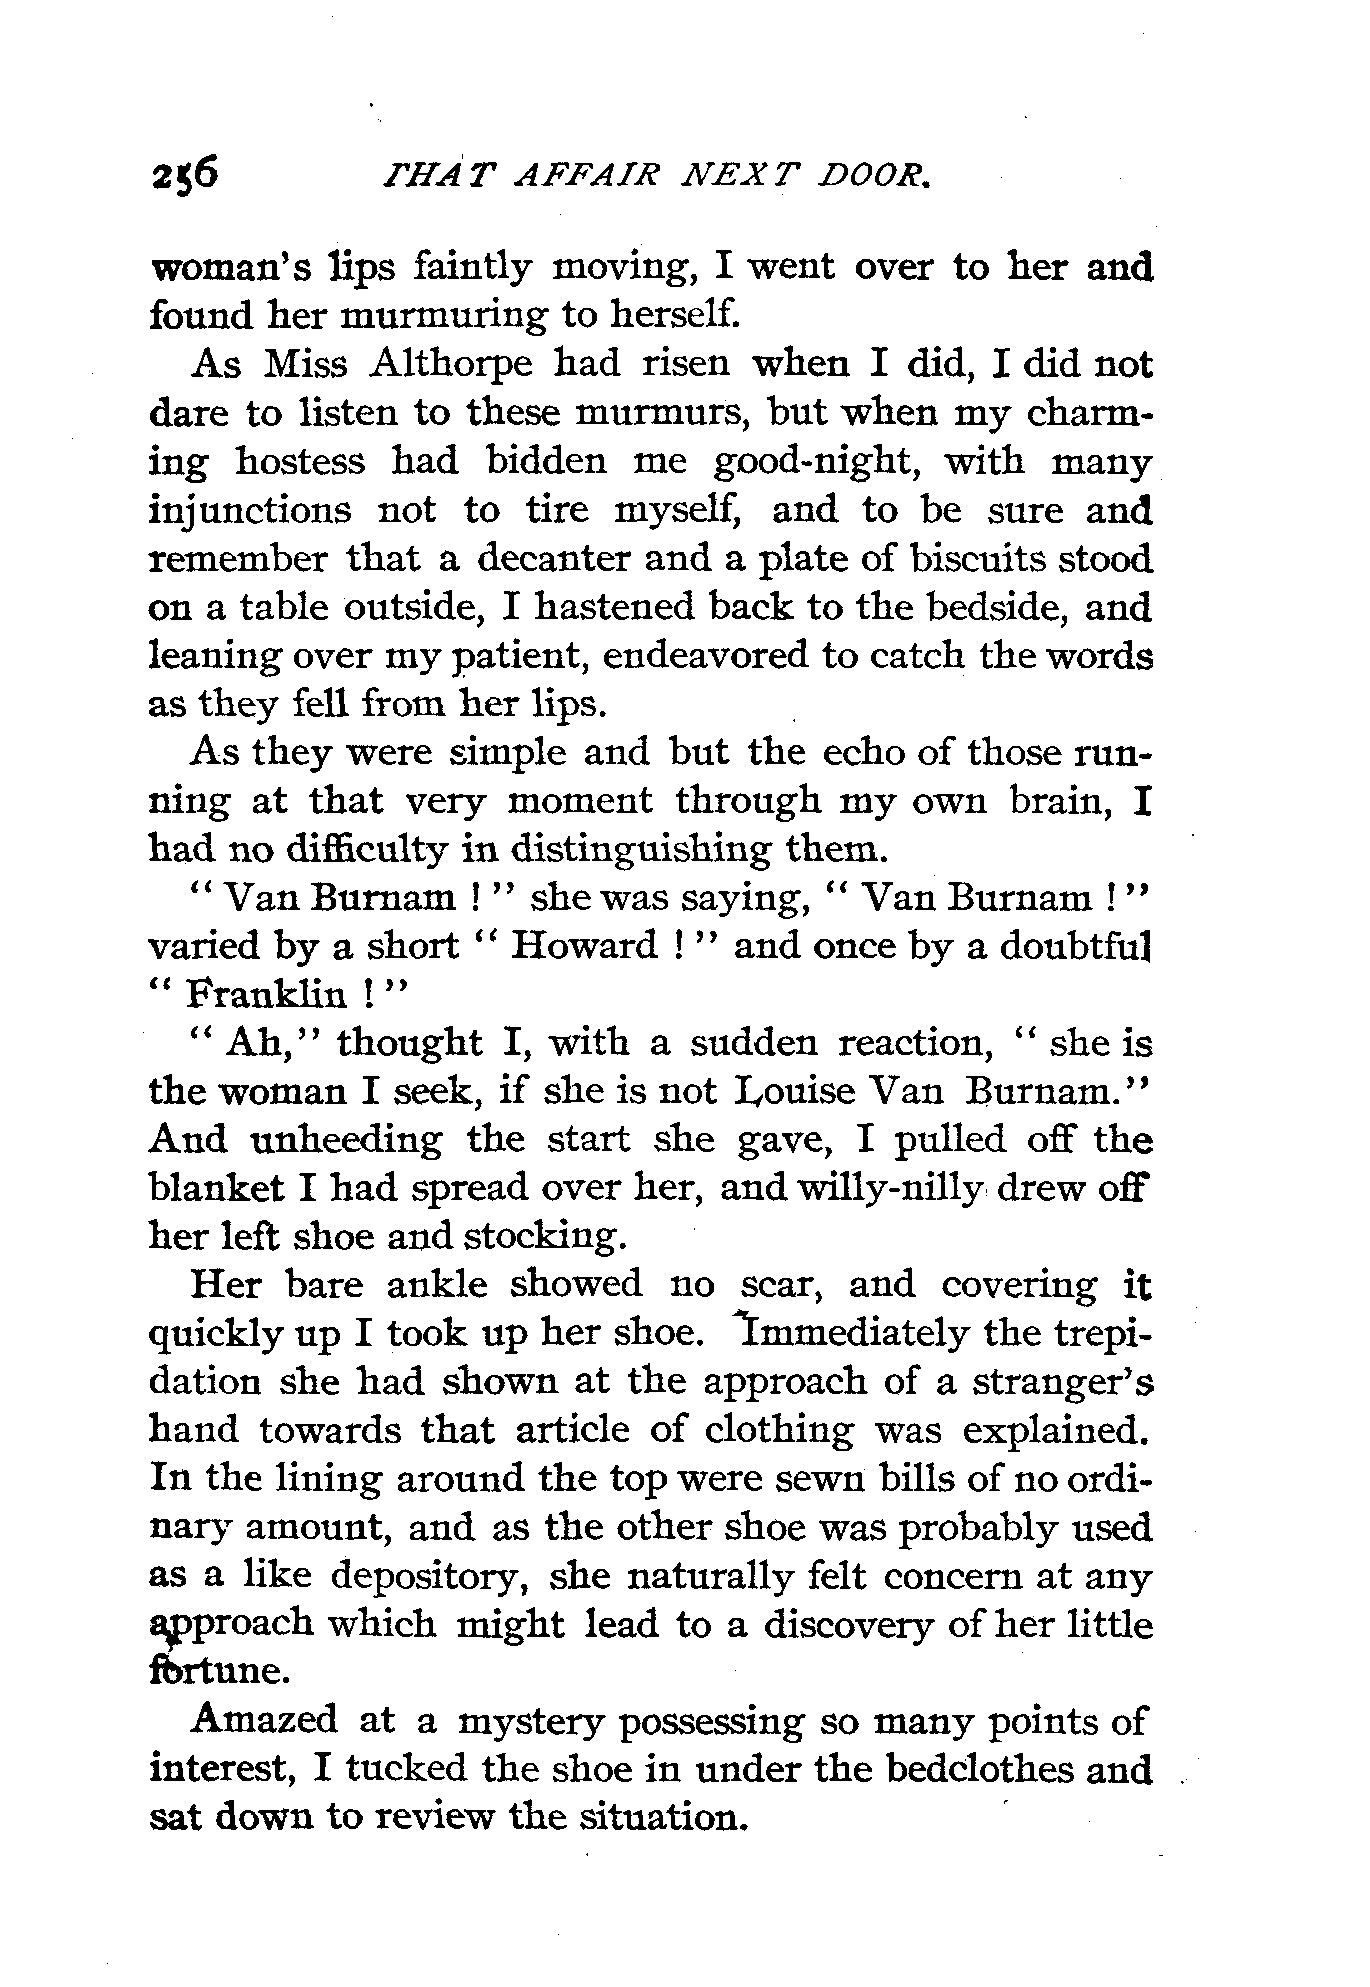 256 THAT AFFAIR NEXT DOOR.
woman's lips faintly moving, I went over to her and
found her murmuring to herself.
As Miss Althorpe had risen when I did, I did not
dare to listen to these murmurs, but when my charm-
ing hostess had bidden me good-night, with many
injunctions not to tire myself, and to be sure and
remember that a decanter and a plate of biscuits stood
on a table outside, I hastened back to the bedside, and
leaning over my patient, endeavored to catch the words
as they fell from her lips.
As they were simple and but the echo of those run-
ning at that very moment through my own brain, I
had no difficulty in distinguishing them.
" Van Burnam ! " she was saying, " Van Burnam ! "
varied by a short " Howard ! " and once by a doubtful
" Franklin ! "
" Ah," thought I, with a sudden reaction, " she is
the woman I seek, if she is not Louise Van Burnam."
And unheeding the start she gave, I pulled off the
blanket I had spread over her, and willy-nilly drew off
her left shoe and stocking.
Her bare ankle showed no scar, and covering it
quickly up I took up her shoe. Immediately the trepi-
dation she had shown at the approach of a stranger's
hand towards that article of clothing was explained.
In the lining around the top were sewn bills of no ordi-
nary amount, and as the other shoe was probably used
as a like depository, she naturally felt concern at any
approach which might lead to a discovery of her little
fortune.
Amazed at a mystery possessing so many points of
interest, I tucked the shoe in under the bedclothes and
sat down to review the situation.